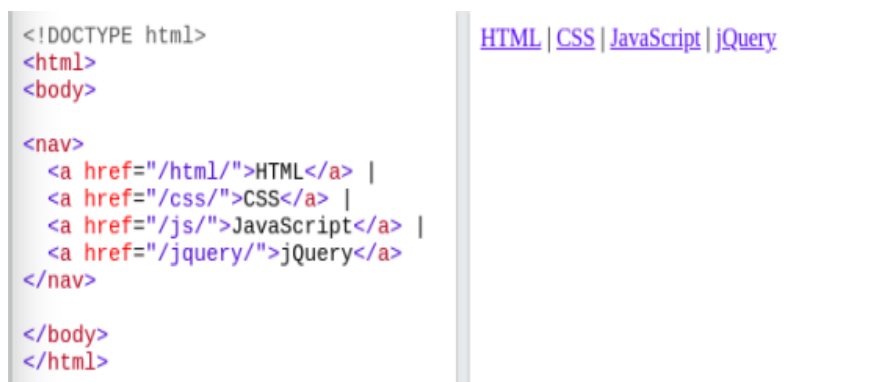 <!DOCTYPE html>
<html>
<body>
<nav>
<a href="/html/">HTML</a> |
<a href="/css/">CSS</a> |
<a href="/js/">JavaScript</a> |
<a href="/jquery/">jQuery</a>
</nav>
</body>
</html>
HTML | CSS | JavaScript | jQuery